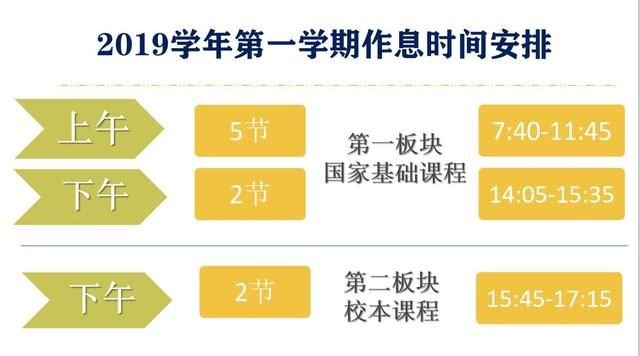 2019学年第一学期作息时间安排
上午
5节
第一板块
国家基础课程
7:40-11:45
下午
2节
14:05-15:35
下午
2节
第二板块
校本课程
15:45-17:15